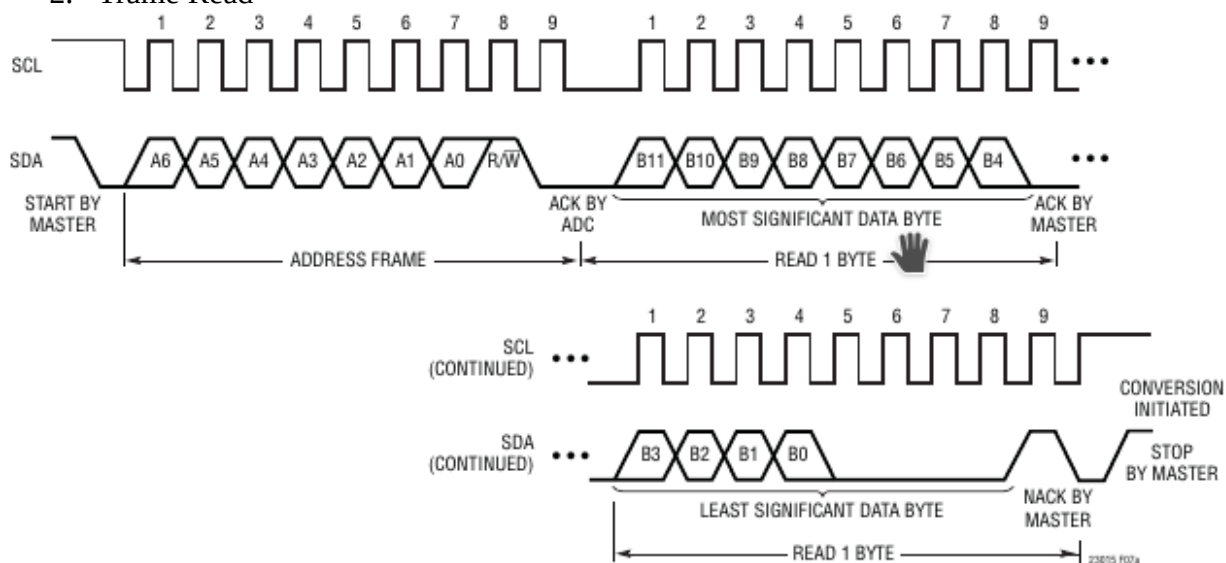 2. Trame Read
1 2 3 4 5 6 7 8 9 1 2 3 4 5 6 7 8 9
SCL
SDA A6 A5 A4 A3 A2 A1 A0 R/W̅ B11 B10 B9 B8 B7 B6 B5 B4
START BY MASTER
ACK BY ADC
MOST SIGNIFICANT DATA BYTE
ACK BY MASTER
ADDRESS FRAME
READ 1 BYTE
1 2 3 4 5 6 7 8 9
SCL
(CONTINUED)
CONVERSION
INITIATED
SDA
(CONTINUED)
B3 B2 B1 B0
STOP
BY MASTER
LEAST SIGNIFICANT DATA BYTE
NACK BY
MASTER
READ 1 BYTE
23015 F07a